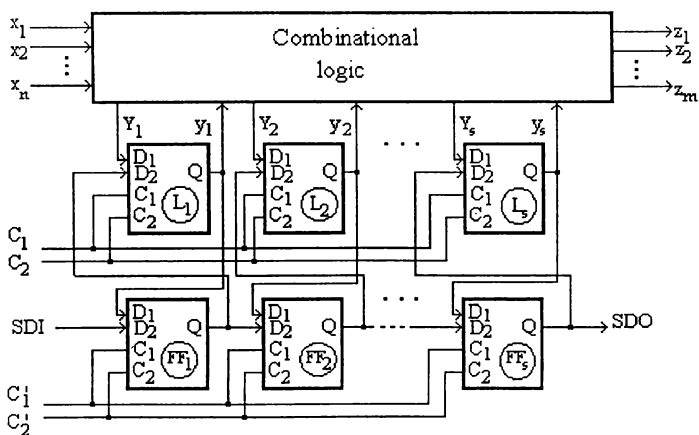 x1
x2
xn
Combinational
logic
z1
z2
zm
Y1
y1
Y2
y2
Ys
ys
D1
D2
Q
C1
C2
L1
D1
D2
Q
C1
C2
L2
D1
D2
Q
C1
C2
Ls
C1
C2
SDI
D1
D2
Q
C1
C2
FF1
D1
D2
Q
C1
C2
FF2
D1
D2
Q
C1
C2
FFs
SDO
C'1
C'2